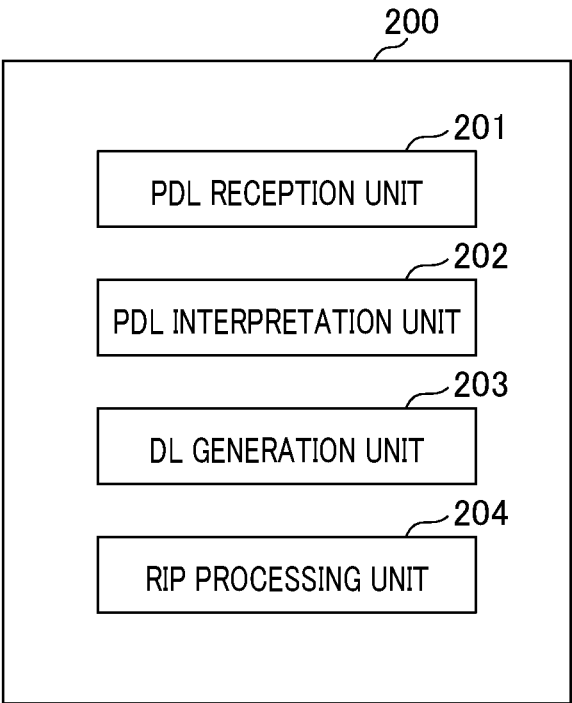 200
201
PDL RECEPTION UNIT
202
PDL INTERPRETATION UNIT
203
DL GENERATION UNIT
204
RIP PROCESSING UNIT